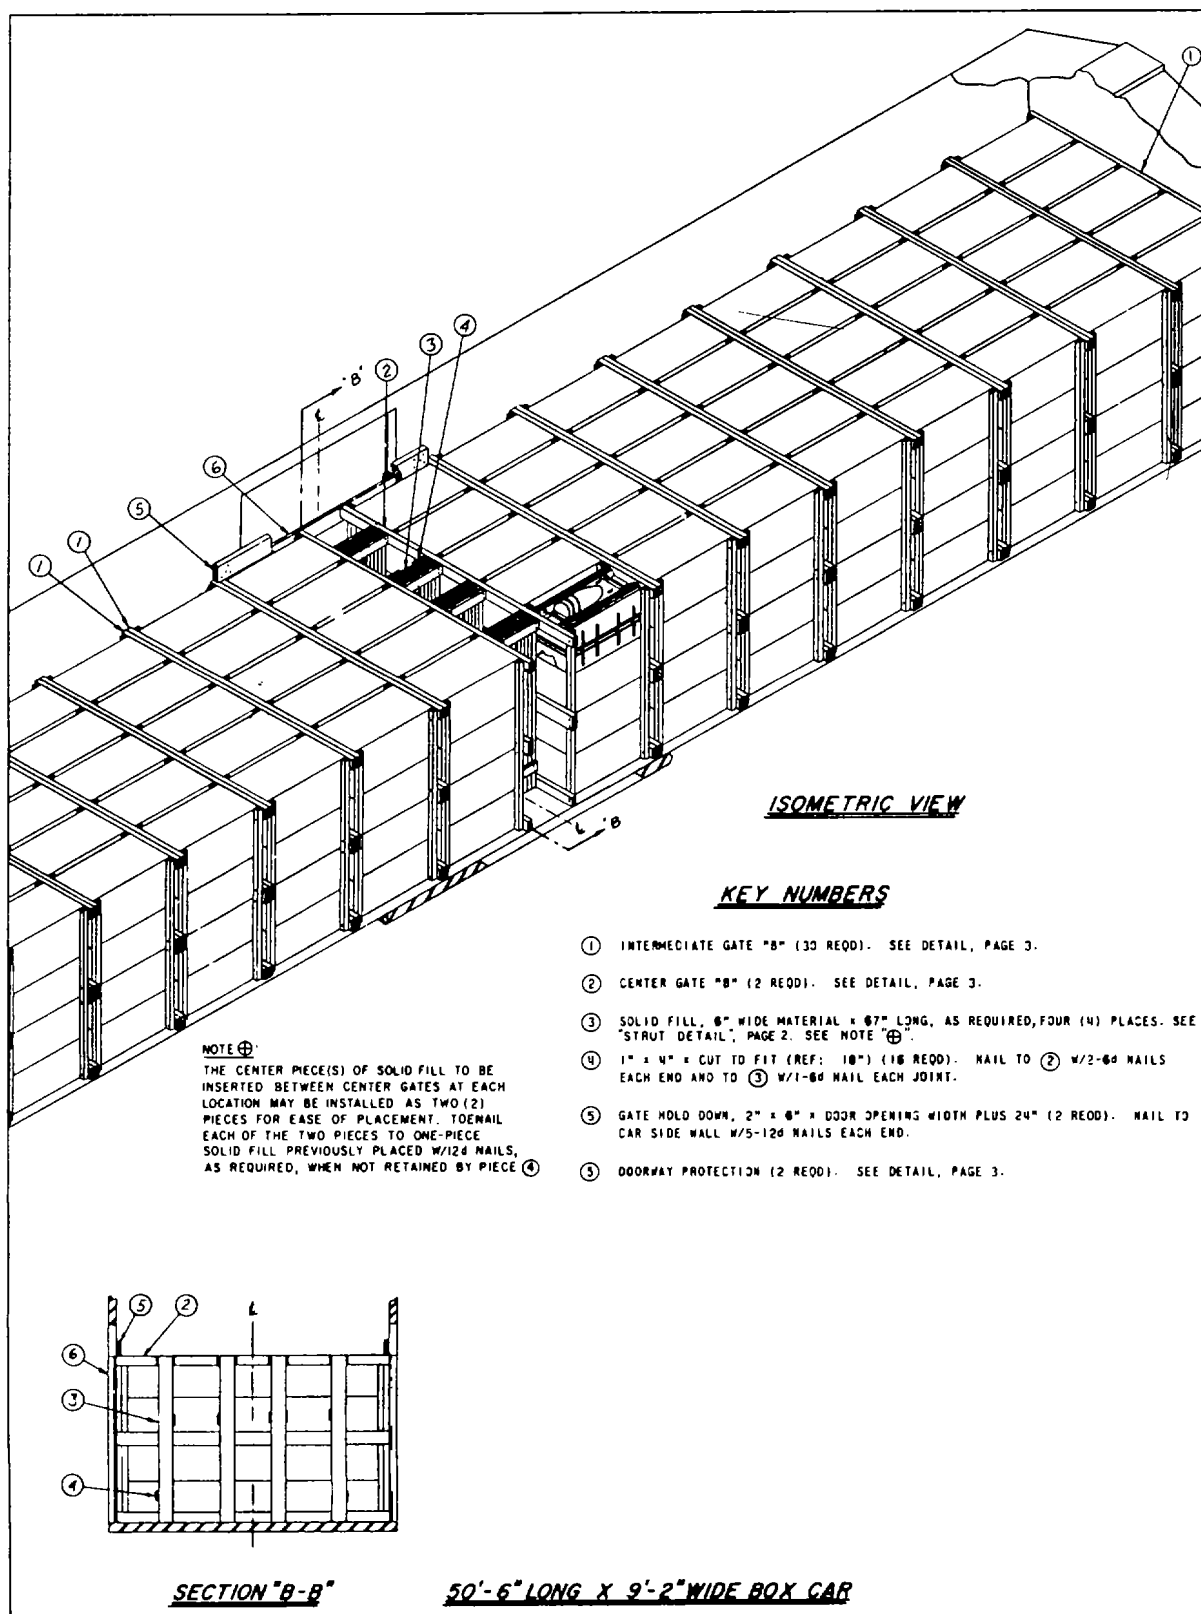 ①
④
③
②
'B'
℄
⑥
⑤
①
①
℄
'B
ISOMETRIC VIEW
KEY NUMBERS
① INTERMEDIATE GATE "B" (30 REQD). SEE DETAIL, PAGE 3.
② CENTER GATE "B" (2 REQD). SEE DETAIL, PAGE 3.
③ SOLID FILL, 6" WIDE MATERIAL x 67" LONG, AS REQUIRED, FOUR (4) PLACES. SEE
"STRUT DETAIL", PAGE 2. SEE NOTE "⊕".
④ 1" x 4" x CUT TO FIT (REF: 18") (16 REQD). NAIL TO ② W/2-6d NAILS
EACH END AND TO ③ W/1-6d NAIL EACH JOINT.
⑤ GATE HOLD DOWN, 2" x 6" x DOOR OPENING WIDTH PLUS 24" (2 REQD). NAIL TO
CAR SIDE WALL W/5-12d NAILS EACH END.
DOORWAY PROTECTION (2 REQD). SEE DETAIL, PAGE 3.
NOTE ⊕:
THE CENTER PIECE(S) OF SOLID FILL TO BE
INSERTED BETWEEN CENTER GATES AT EACH
LOCATION MAY BE INSTALLED AS TWO (2)
PIECES FOR EASE OF PLACEMENT. TOENAIL
EACH OF THE TWO PIECES TO ONE-PIECE
SOLID FILL PREVIOUSLY PLACED W/12d NAILS,
AS REQUIRED, WHEN NOT RETAINED BY PIECE ④
⑤
②
℄
⑥
③
④
SECTION "B-B"
50'-6" LONG X 9'-2" WIDE BOX CAR